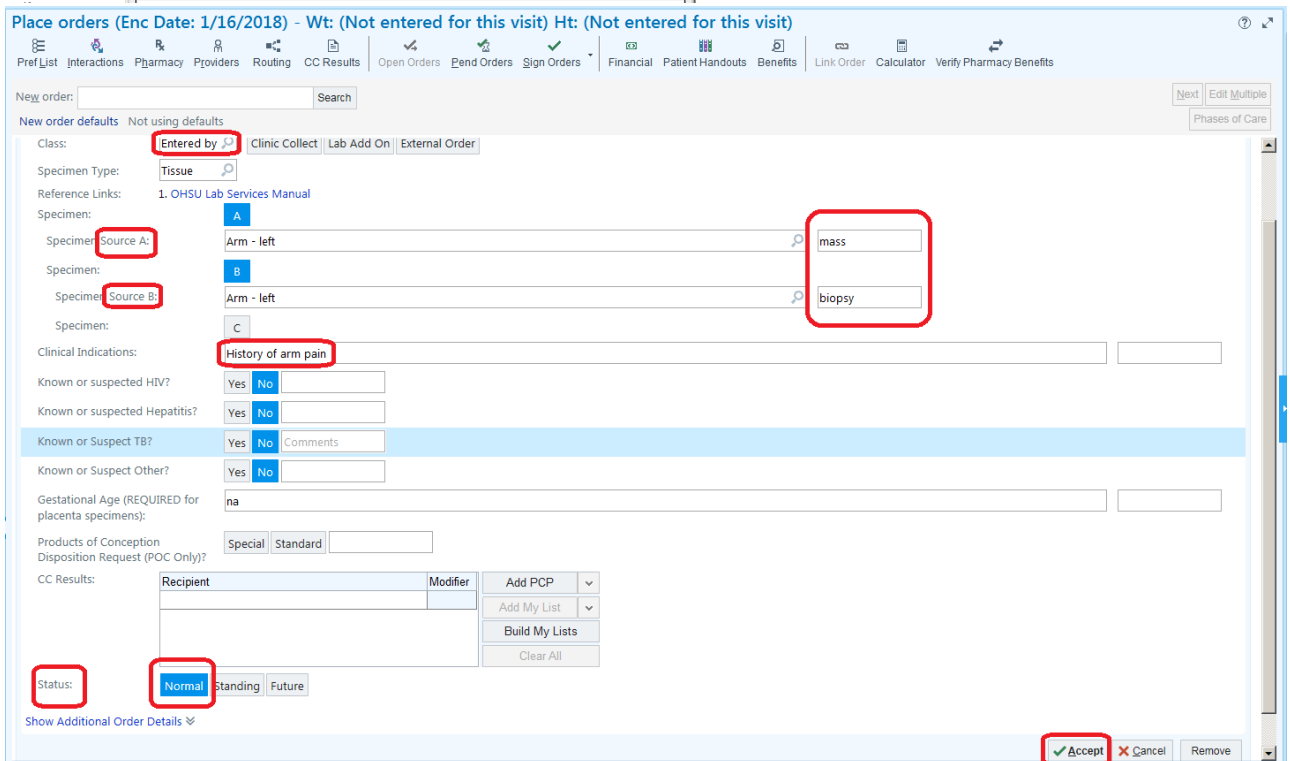 Place orders (Enc Date: 1/16/2018) - Wt: (Not entered for this visit) Ht: (Not entered for this visit)
Pref List Interactions Pharmacy Providers Routing CC Results Open Orders Pend Orders Sign Orders Financial Patient Handouts Benefits Link Order Calculator Verify Pharmacy Benefits
New order: Search Next Edit Multiple
New order defaults Not using defaults Phases of Care
Class: Entered by Clinic Collect Lab Add On External Order
Specimen Type: Tissue
Reference Links: 1. OHSU Lab Services Manual
Specimen: A
Specimen Source A: Arm - left mass
Specimen: B
Specimen Source B: Arm - left biopsy
Specimen: C
Clinical Indications: History of arm pain
Known or suspected HIV? Yes No
Known or suspected Hepatitis? Yes No
Known or Suspect TB? Yes No Comments
Known or Suspect Other? Yes No
Gestational Age (REQUIRED for na
placenta specimens):
Products of Conception Special Standard
Disposition Request (POC Only)?
CC Results: Recipient Modifier Add PCP
Add My List
Build My Lists
Clear All
Status: Normal Standing Future
Show Additional Order Details
Accept Cancel Remove